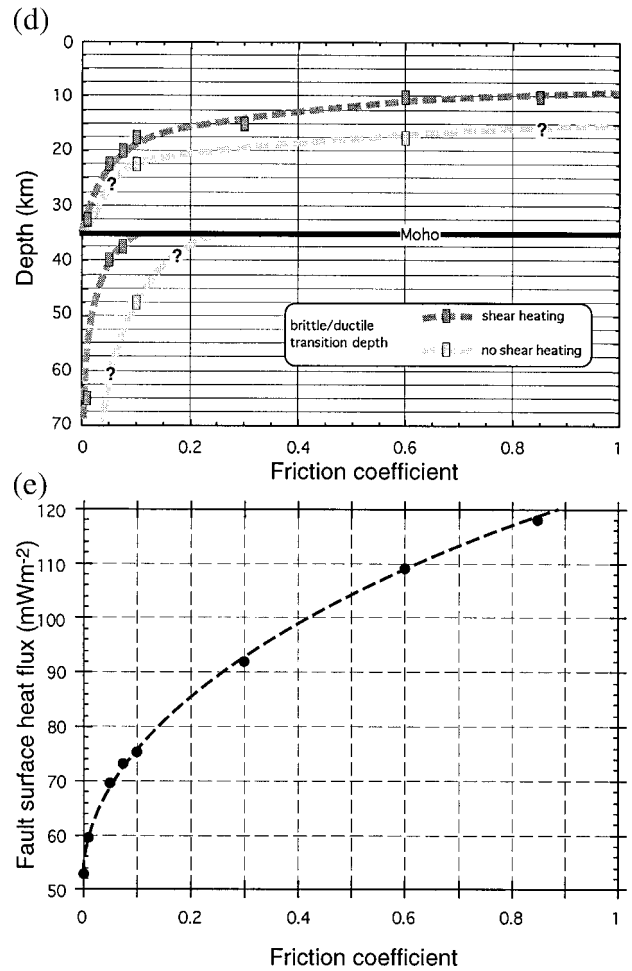 (d)
0
10
20
30
40
50
60
70
Depth (km)
?
?
Moho
?
?
brittle/ductile
transition depth
shear heating
no shear heating
0 0.2 0.4 0.6 0.8 1
Friction coefficient
(e)
120
110
100
90
80
70
60
50
Fault surface heat flux (mWm-2)
0 0.2 0.4 0.6 0.8 1
Friction coefficient